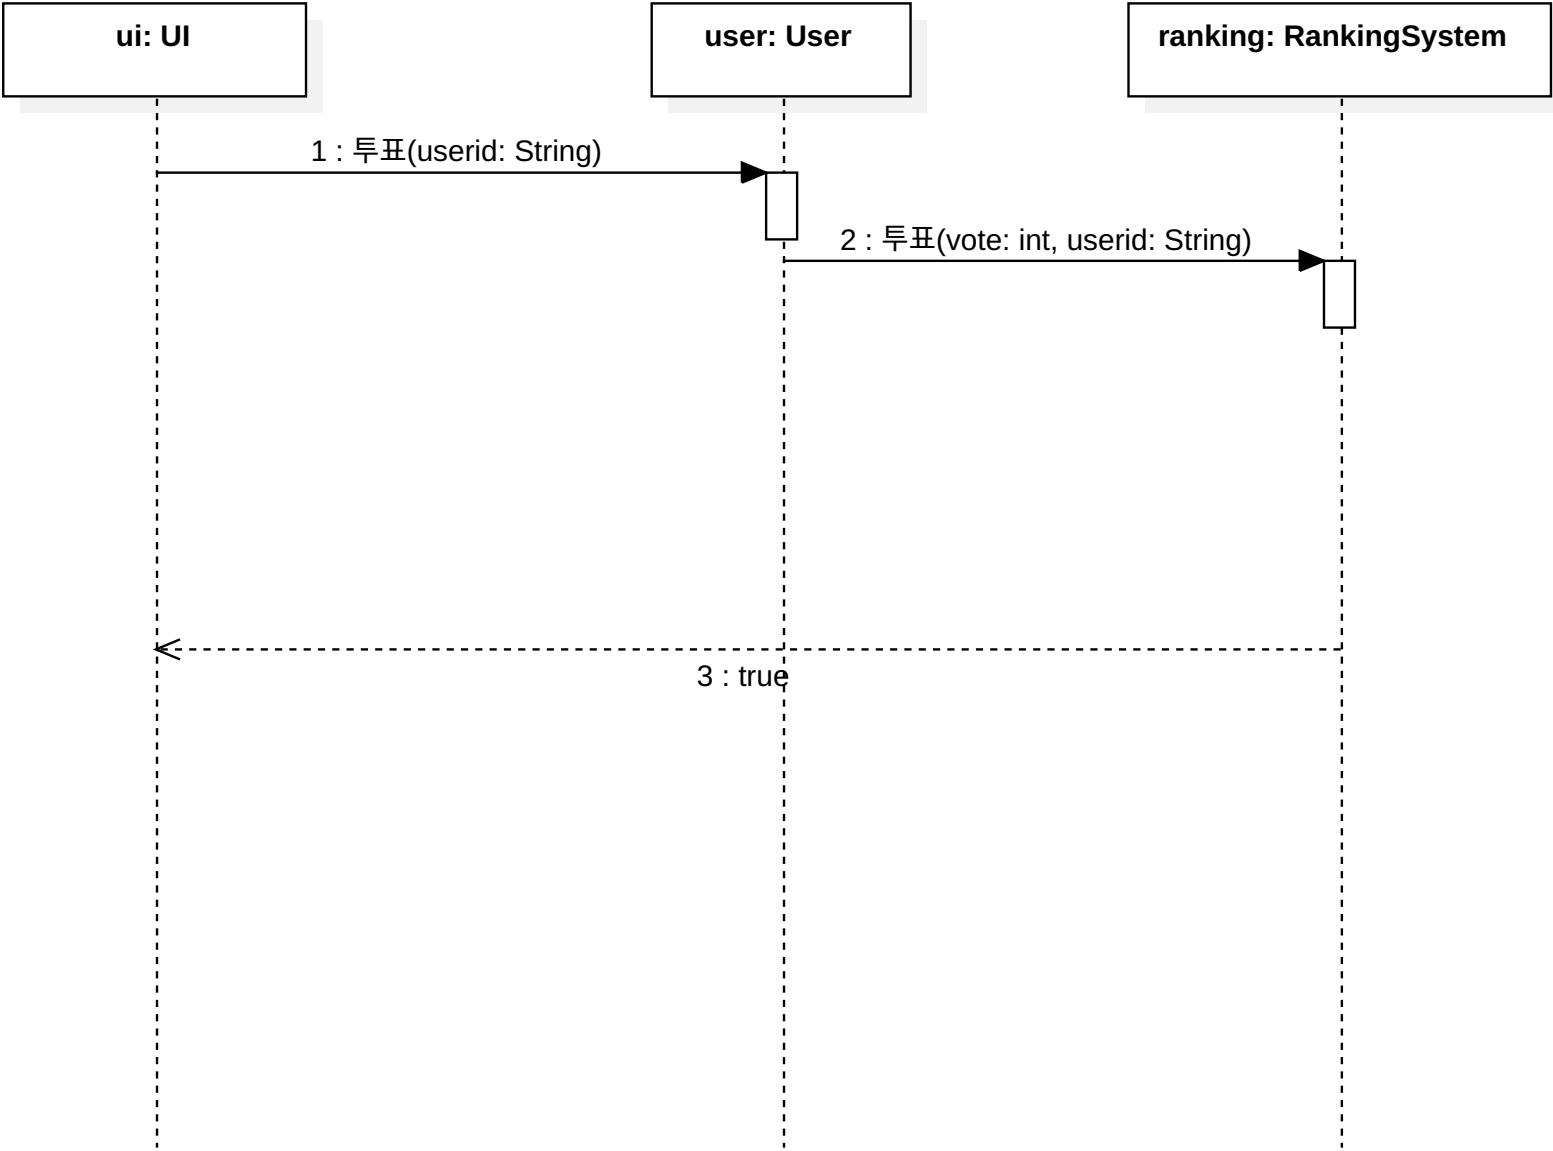 ui: UI
user: User
ranking: RankingSystem
1 : 투표(userid: String)
2 : 투표(vote: int, userid: String)
3 : true